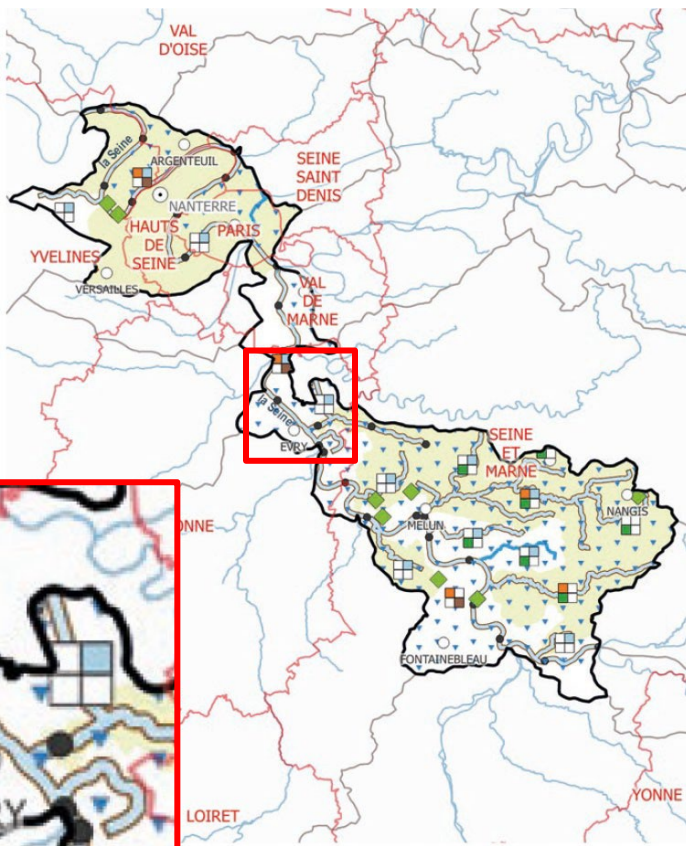 VAL
D'OISE
la Seine
ARGENTEUIL
SEINE
SAINT
DENIS
NANTERRE
HAUTS
DE
SEINE
PARIS
YVELINES
VERSAILLES
VAL
DE
MARNE
la Seine
EVRY
SEINE
ET
MARNE
NANGIS
ONNE
MELUN
FONTAINEBLEAU
RY
LOIRET
YONNE